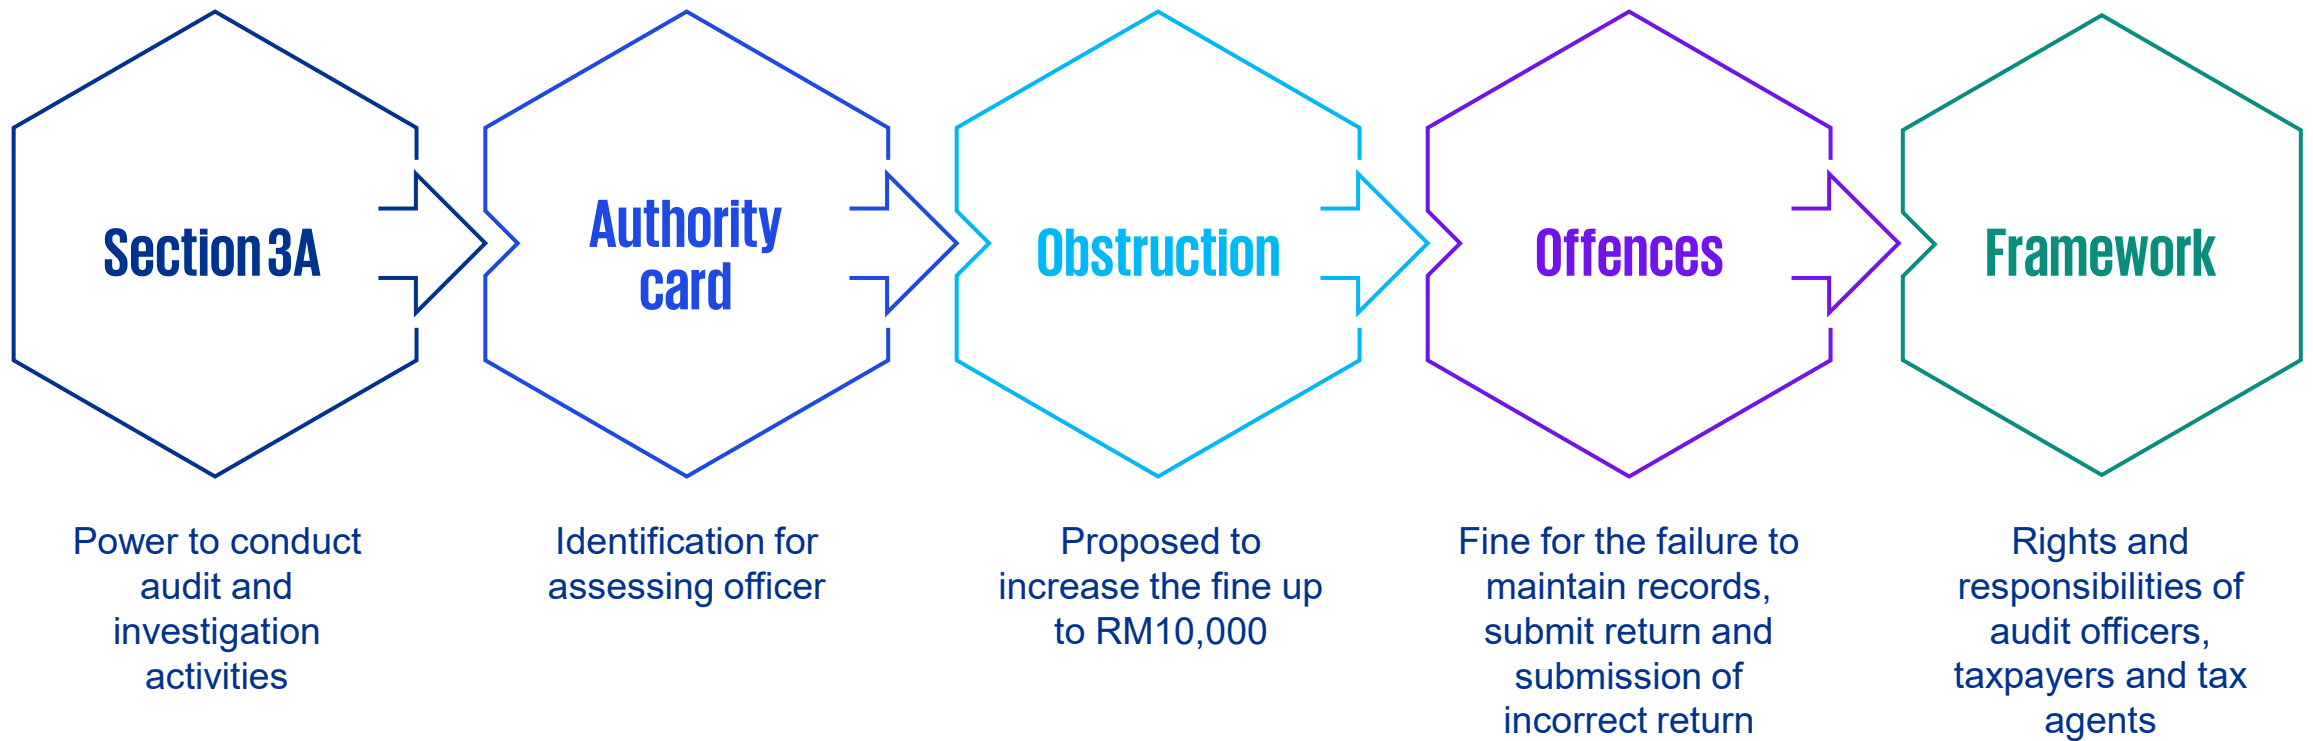 Section 3A
Authority
card
Obstruction
Offences
Framework
Power to conduct
audit and
investigation
activities
Identification for
assessing officer
Proposed to
increase the fine up
to RM10,000
Fine for the failure to
maintain records,
submit return and
submission of
incorrect return
Rights and
responsibilities of
audit officers,
taxpayers and tax
agents